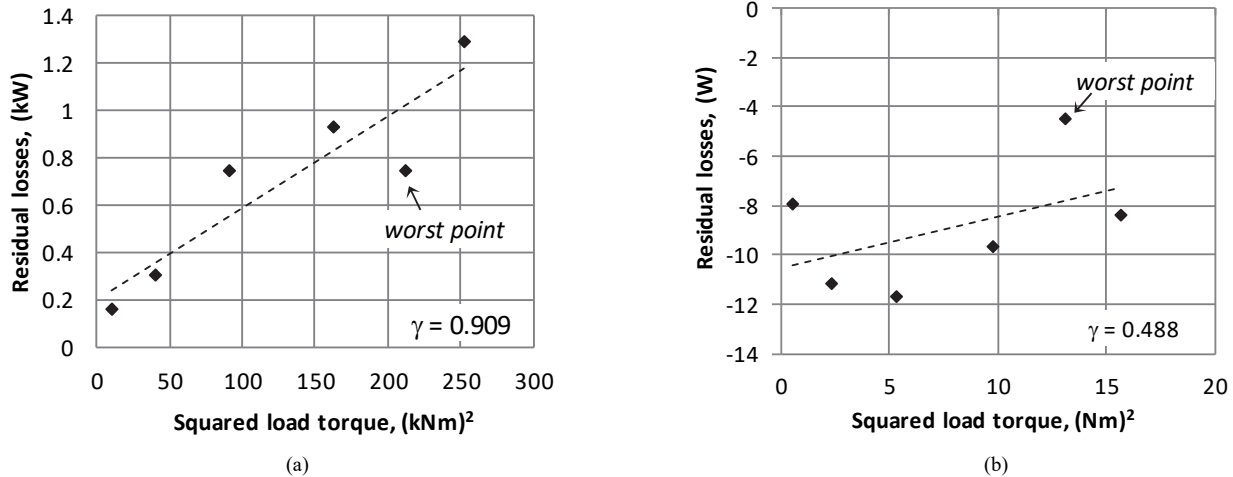 1.4
1.2
1
0.8
0.6
0.4
0.2
0
Residual losses, (kW)
worst point
γ = 0.909
0 50 100 150 200 250 300
Squared load torque, (kNm)²
(a)
0
-2
-4
-6
-8
-10
-12
-14
Residual losses, (W)
worst point
γ = 0.488
0 5 10 15 20
Squared load torque, (Nm)²
(b)